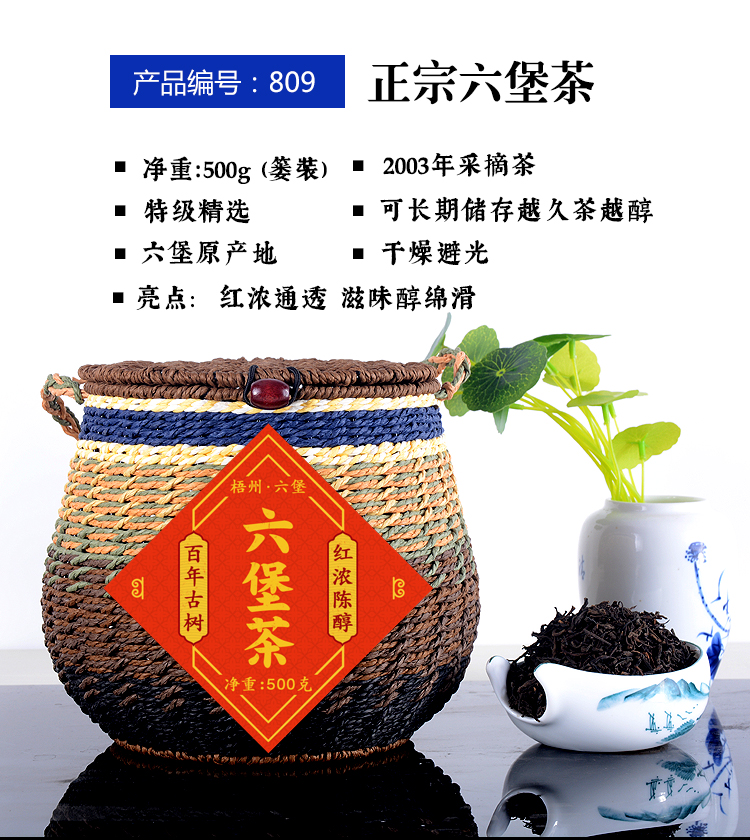 产品编号：809
正宗六堡茶
净重:500g (篓装)
2003年采摘茶
特级精选
可长期储存越久茶越醇
六堡原产地
干燥避光
亮点： 红浓通透 滋味醇绵滑
梧州·六堡
六堡茶
百年古树
红浓陈醇
净重:500克